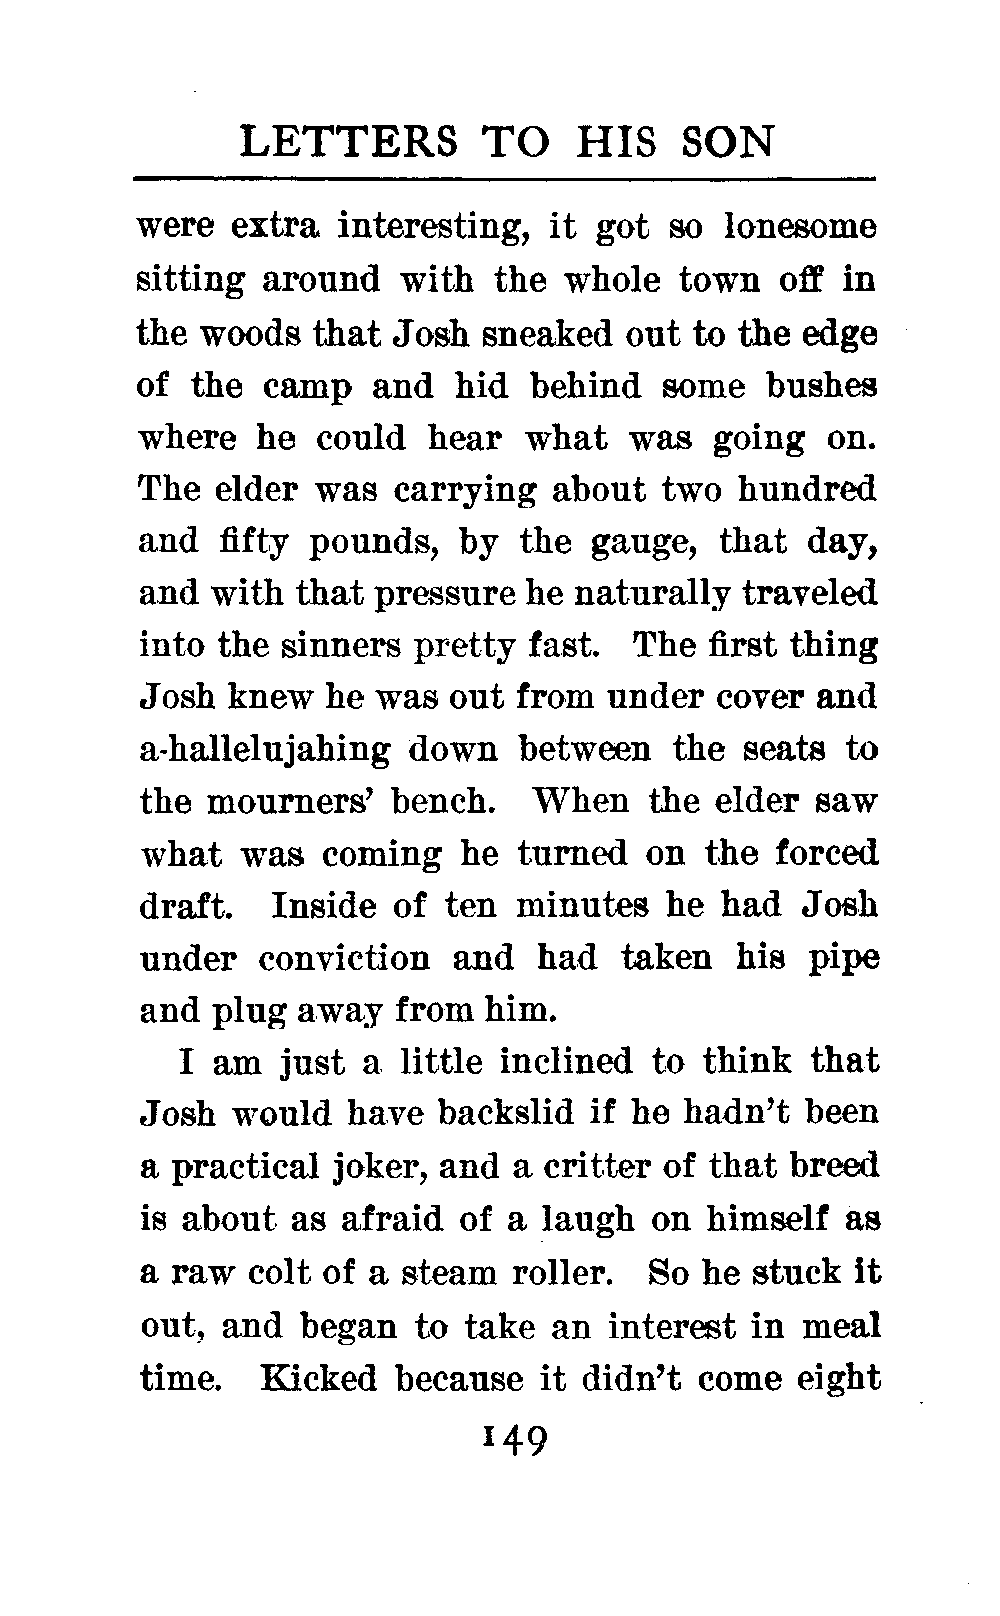 LETTERS TO HIS SON
were extra interesting, it got so lonesome
sitting around with the whole town off in
the woods that Josh sneaked out to the edge
of the camp and hid behind some bushes
where he could hear what was going on.
The elder was carrying about two hundred
and fifty pounds, by the gauge, that day,
and with that pressure he naturally traveled
into the sinners pretty fast. The first thing
Josh knew he was out from under cover and
a-hallelujahing down between the seats to
the mourners' bench. When the elder saw
what was coming he turned on the forced
draft. Inside of ten minutes he had Josh
under conviction and had taken his pipe
and plug away from him.
I am just a little inclined to think that
Josh would have backslid if he hadn't been
a practical joker, and a critter of that breed
is about as afraid of a laugh on himself as
a raw colt of a steam roller. So he stuck it
out, and began to take an interest in meal
time. Kicked because it didn't come eight
149